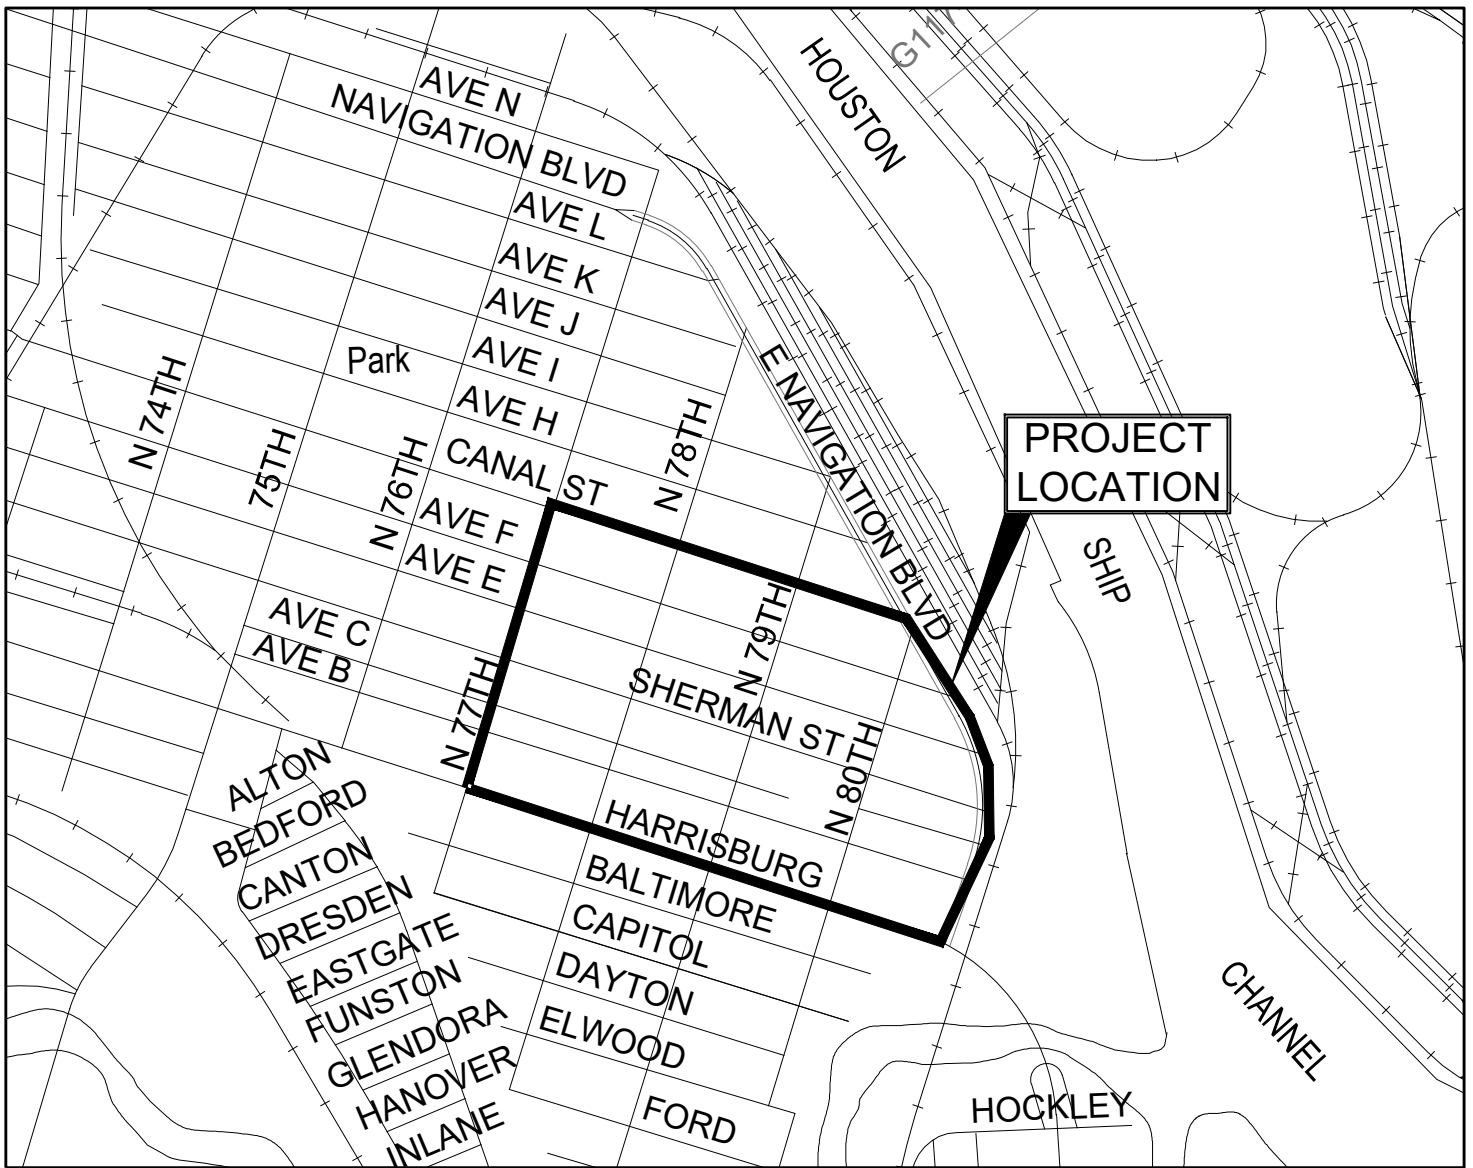 G117
HOUSTON
AVE N
NAVIGATION BLVD
AVE L
AVE K
AVE J
AVE I
Park
AVE H
CANAL ST
N 74TH
75TH
N 76TH
N 78TH
E NAVIGATION BLVD
PROJECT
LOCATION
SHIP
AVE F
AVE E
AVE C
AVE B
N 77TH
N 79TH
SHERMAN ST
N 80TH
HARRISBURG
ALTON
BEDFORD
CANTON
DRESDEN
EASTGATE
FUNSTON
GLENDORA
HANOVER
INLANE
BALTIMORE
CAPITOL
DAYTON
ELWOOD
FORD
CHANNEL
HOCKLEY